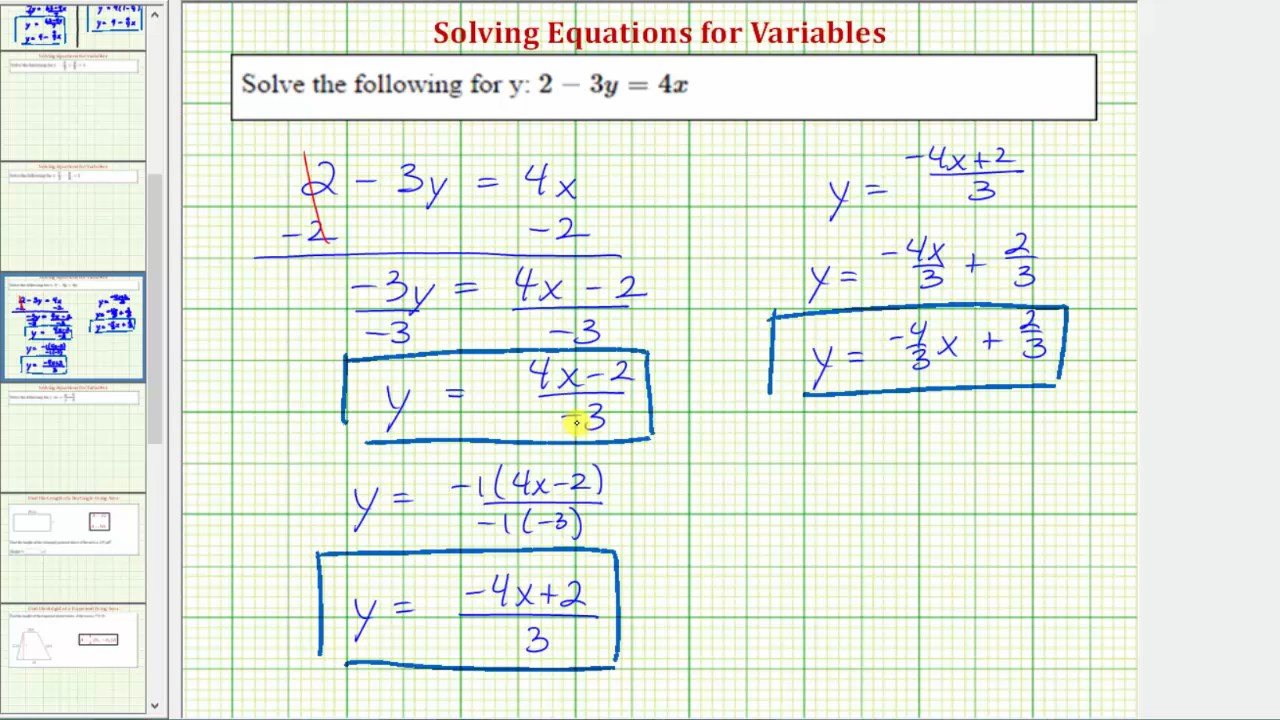 Solving Equations for Variables
Solve the following for y: 2 − 3y = 4x
2 − 3y = 4x
−2 −2
−3y/−3 = 4x − 2/−3
y = 4x−2/−3
y = −1(4x−2)/−1(−3)
y = −4x+2/3
y = −4x+2/3
y = −4x/3 + 2/3
y = −4/3 x + 2/3